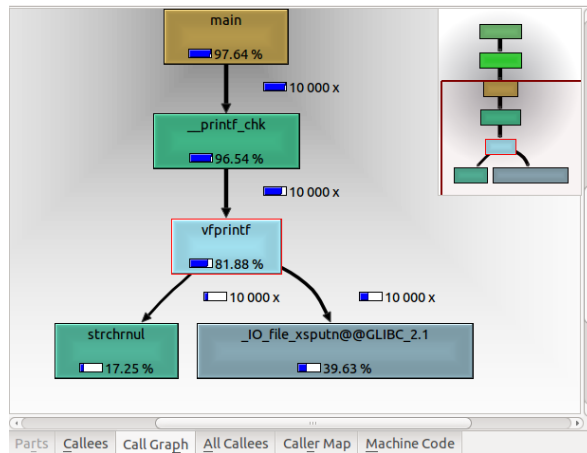 main
97.64 %
10 000 x
__printf_chk
96.54 %
10 000 x
vfprintf
81.88 %
10 000 x
10 000 x
strchrnul
17.25 %
_IO_file_xsputn@@GLIBC_2.1
39.63 %
Parts Callees Call Graph All Callees Caller Map Machine Code